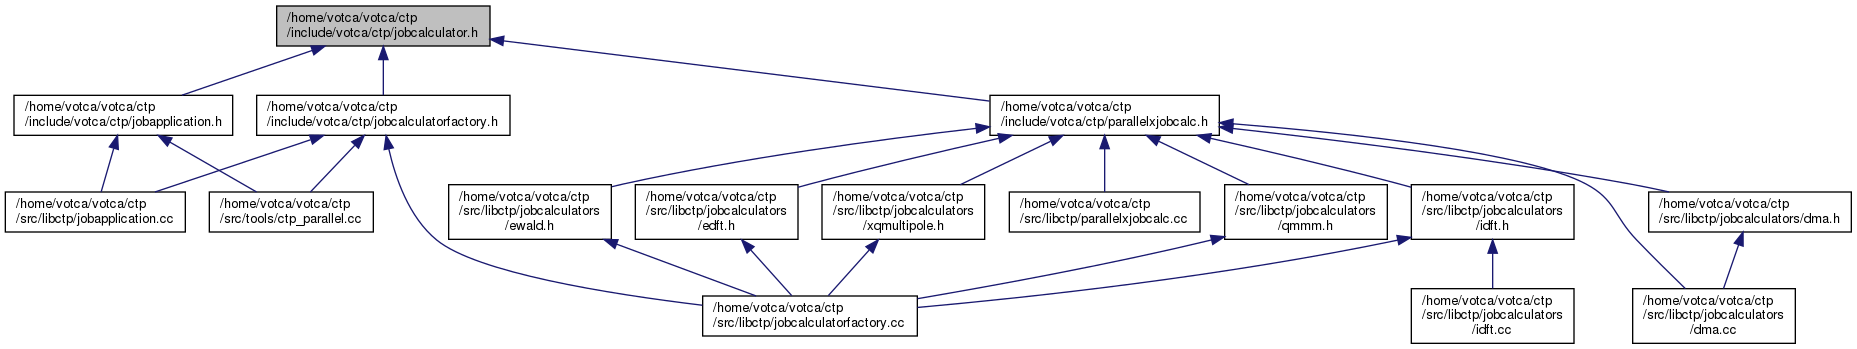 /home/votca/votca/ctp
/include/votca/ctp/jobcalculator.h
/home/votca/votca/ctp
/include/votca/ctp/jobapplication.h
/home/votca/votca/ctp
/include/votca/ctp/jobcalculatorfactory.h
/home/votca/votca/ctp
/include/votca/ctp/parallelxjobcalc.h
/home/votca/votca/ctp
/src/libctp/jobapplication.cc
/home/votca/votca/ctp
/src/tools/ctp_parallel.cc
/home/votca/votca/ctp
/src/libctp/jobcalculators
/ewald.h
/home/votca/votca/ctp
/src/libctp/jobcalculators
/edft.h
/home/votca/votca/ctp
/src/libctp/jobcalculators
/xqmultipole.h
/home/votca/votca/ctp
/src/libctp/parallelxjobcalc.cc
/home/votca/votca/ctp
/src/libctp/jobcalculators
/qmmm.h
/home/votca/votca/ctp
/src/libctp/jobcalculators
/idft.h
/home/votca/votca/ctp
/src/libctp/jobcalculators/dma.h
/home/votca/votca/ctp
/src/libctp/jobcalculatorfactory.cc
/home/votca/votca/ctp
/src/libctp/jobcalculators
/idft.cc
/home/votca/votca/ctp
/src/libctp/jobcalculators
/dma.cc